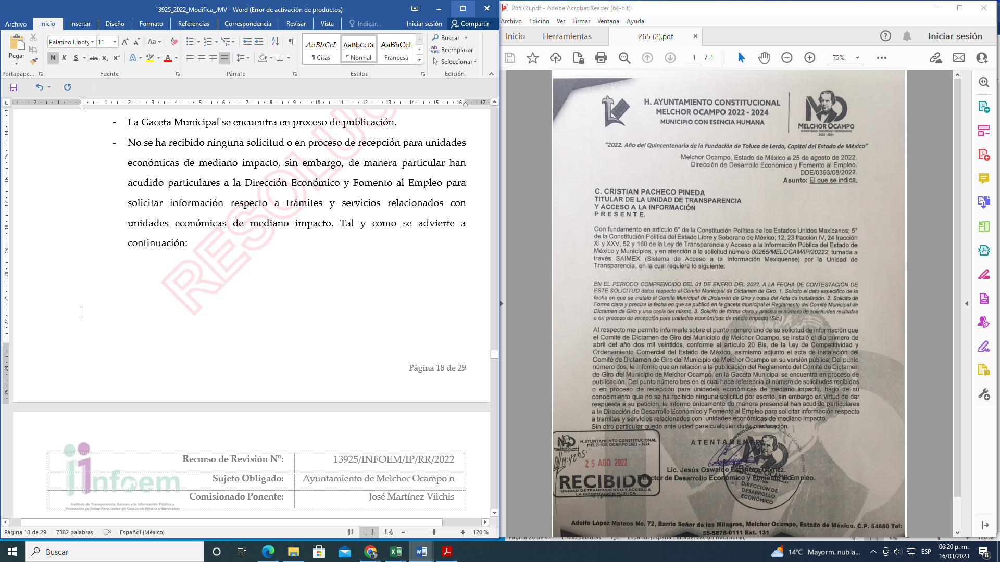 13925_2022_Modifica_JMV - Word (Error de activación de productos)
Archivo
Inicio
Insertar
Diseño
Formato
Referencias
Correspondencia
Revisar
Vista
Indicar...
Iniciar sesión
Compartir
Pegar
Palatino Linoty
11
Aa
N K S abc x₂ x²
AaBbCcL
¶ Citas
AaBbCcDc
¶ Normal
AaBbCcI
Francesa
Buscar
Reemplazar
Seleccionar
Portapape...
Fuente
Párrafo
Estilos
Edición
- La Gaceta Municipal se encuentra en proceso de publicación.
- No se ha recibido ninguna solicitud o en proceso de recepción para unidades
económicas de mediano impacto, sin embargo, de manera particular han
acudido particulares a la Dirección Económico y Fomento al Empleo para
solicitar información respecto a trámites y servicios relacionados con
unidades económicas de mediano impacto. Tal y como se advierte a
continuación:
RESOLUC
Página 18 de 29
infoem
Instituto de Transparencia, Acceso a la Información Pública y
Protección de Datos Personales del Estado de México y Municipios
Recurso de Revisión N°: 13925/INFOEM/IP/RR/2022
Sujeto Obligado: Ayuntamiento de Melchor Ocampo n
Comisionado Ponente: José Martínez Vilchis
Página 18 de 29
7382 palabras
Español (México)
120 %
265 (2).pdf - Adobe Acrobat Reader (64-bit)
Archivo Edición Ver Firmar Ventana Ayuda
Inicio
Herramientas
265 (2).pdf
Iniciar sesión
1 / 1
75%
H. AYUNTAMIENTO CONSTITUCIONAL
MELCHOR OCAMPO 2022 - 2024
MUNICIPIO CON ESENCIA HUMANA
MELCHOR OCAMPO
HONESTIDAD • SEGURIDAD • MODERNIDAD
2022 - 2024
“2022. Año del Quincentenario de la Fundación de Toluca de Lerdo, Capital del Estado de México”
Melchor Ocampo, Estado de México a 25 de agosto de 2022.
Dirección de Desarrollo Económico y Fomento al Empleo.
DDE/0393/08/2022.
Asunto: El que se indica.
C. CRISTIAN PACHECO PINEDA
TITULAR DE LA UNIDAD DE TRANSPARENCIA
Y ACCESO A LA INFORMACIÓN
P R E S E N T E.
Con fundamento en artículo 6° de la Constitución Política de los Estados Unidos Mexicanos; 5°
de la Constitución Política del Estado Libre y Soberano de México; 12, 23 fracción IV, 24 fracción
XI y XXV, 52 y 160 de la Ley de Transparencia y Acceso a la Información Pública del Estado de
México y Municipios, y en atención a la solicitud número 00265/MELOCAM/IP/20222, turnada a
través SAIMEX (Sistema de Acceso a la Información Mexiquense) por la Unidad de
Transparencia, en la cual requiere lo siguiente:
EN EL PERIODO COMPRENDIDO DEL 01 DE ENERO DEL 2022, A LA FECHA DE CONTESTACIÓN DE
ESTE SOLICITUD datos respecto al Comité Municipal de Dictamen de Giro. 1. Solicito el dato especifico de la
fecha en que se instalo el Comité Municipal de Dictamen de Giro y copia del Acta de instalación. 2. Solicito de
Forma clara y precisa la fecha en que se publicó en la gaceta municipal el Reglamento del Comité Municipal de
Dictamen de Giro y una copia del mismo. 3. Solicito de forma clara y precisa el número de solicitudes recibidas
o en proceso de recepción para unidades económicas de medio impacto (Sic.)
Al respecto me permito informarle sobre el punto número uno de su solicitud de información que
el Comité de Dictamen de Giro del Municipio de Melchor Ocampo, se instaló el día primero de
abril del año dos mil veintidós, conforme al artículo 20 Bis, de la Ley de Competitividad y
Ordenamiento Comercial del Estado de México, asimismo adjunto el acta de instalación del
Comité de Dictamen de Giro del Municipio de Melchor Ocampo en su versión pública; Del punto
número dos, le informo que en relación a la publicación del Reglamento del Comité de Dictamen
de Giro del Municipio de Melchor Ocampo, en la Gaceta Municipal se encuentra en proceso de
publicación. Del punto número tres en el cual hace referencia al número de solicitudes recibidas
o en proceso de recepción para unidades económicas de mediano impacto, hago de su
conocimiento que no se ha recibido ninguna solicitud por escrito, sin embargo en virtud de dar
respuesta a su petición, le informo únicamente de manera presencial han acudido particulares
a la Dirección de Desarrollo Económico y Fomento al Empleo para solicitar información respecto
a tramites y servicios relacionados con unidades económicas de mediano impacto.
Sin otro particular quedo ante usted para cualquier duda o aclaración.
A T E N T A M E N T E
Lic. Jesús Oswaldo Espinoza Gómez.
Director de Desarrollo Económico y Fomento al Empleo.
H. AYUNTAMIENTO CONSTITUCIONAL
MELCHOR OCAMPO 2022 - 2024
25 AGO 2022
RECIBIDO
UNIDAD DE TRANSPARENCIA Y ACCESO A
LA INFORMACIÓN PÚBLICA
MELCHOR OCAMPO
DIRECCIÓN DE
DESARROLLO
ECONÓMICO
Adolfo López Mateos No. 72, Barrio Señor de los Milagros, Melchor Ocampo, Estado de México. C.P. 54880 Tel:
55-5878-0111 Ext. 131
Buscar
14°C Mayorm. nubla...
ESP
06:20 p. m.
16/03/2023
8